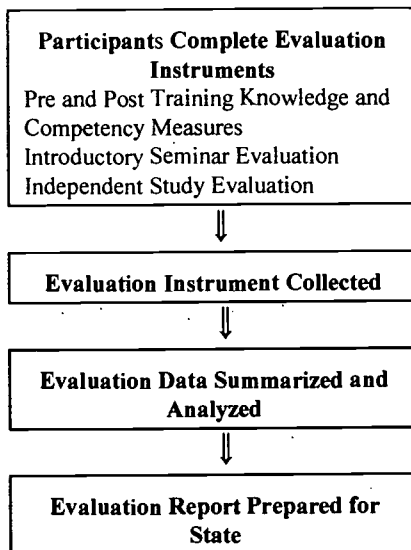 Participants Complete Evaluation
Instruments
Pre and Post Training Knowledge and
Competency Measures
Introductory Seminar Evaluation
Independent Study Evaluation
⇓
Evaluation Instrument Collected
⇓
Evaluation Data Summarized and
Analyzed
⇓
Evaluation Report Prepared for
State